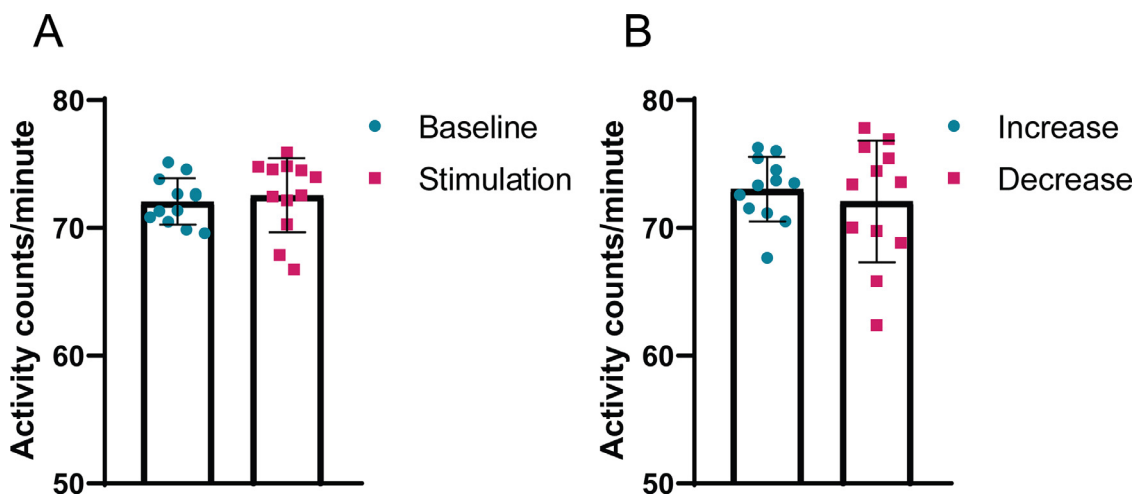 A
Activity counts/minute
80
70
60
50
Baseline
Stimulation
B
Activity counts/minute
80
70
60
50
Increase
Decrease